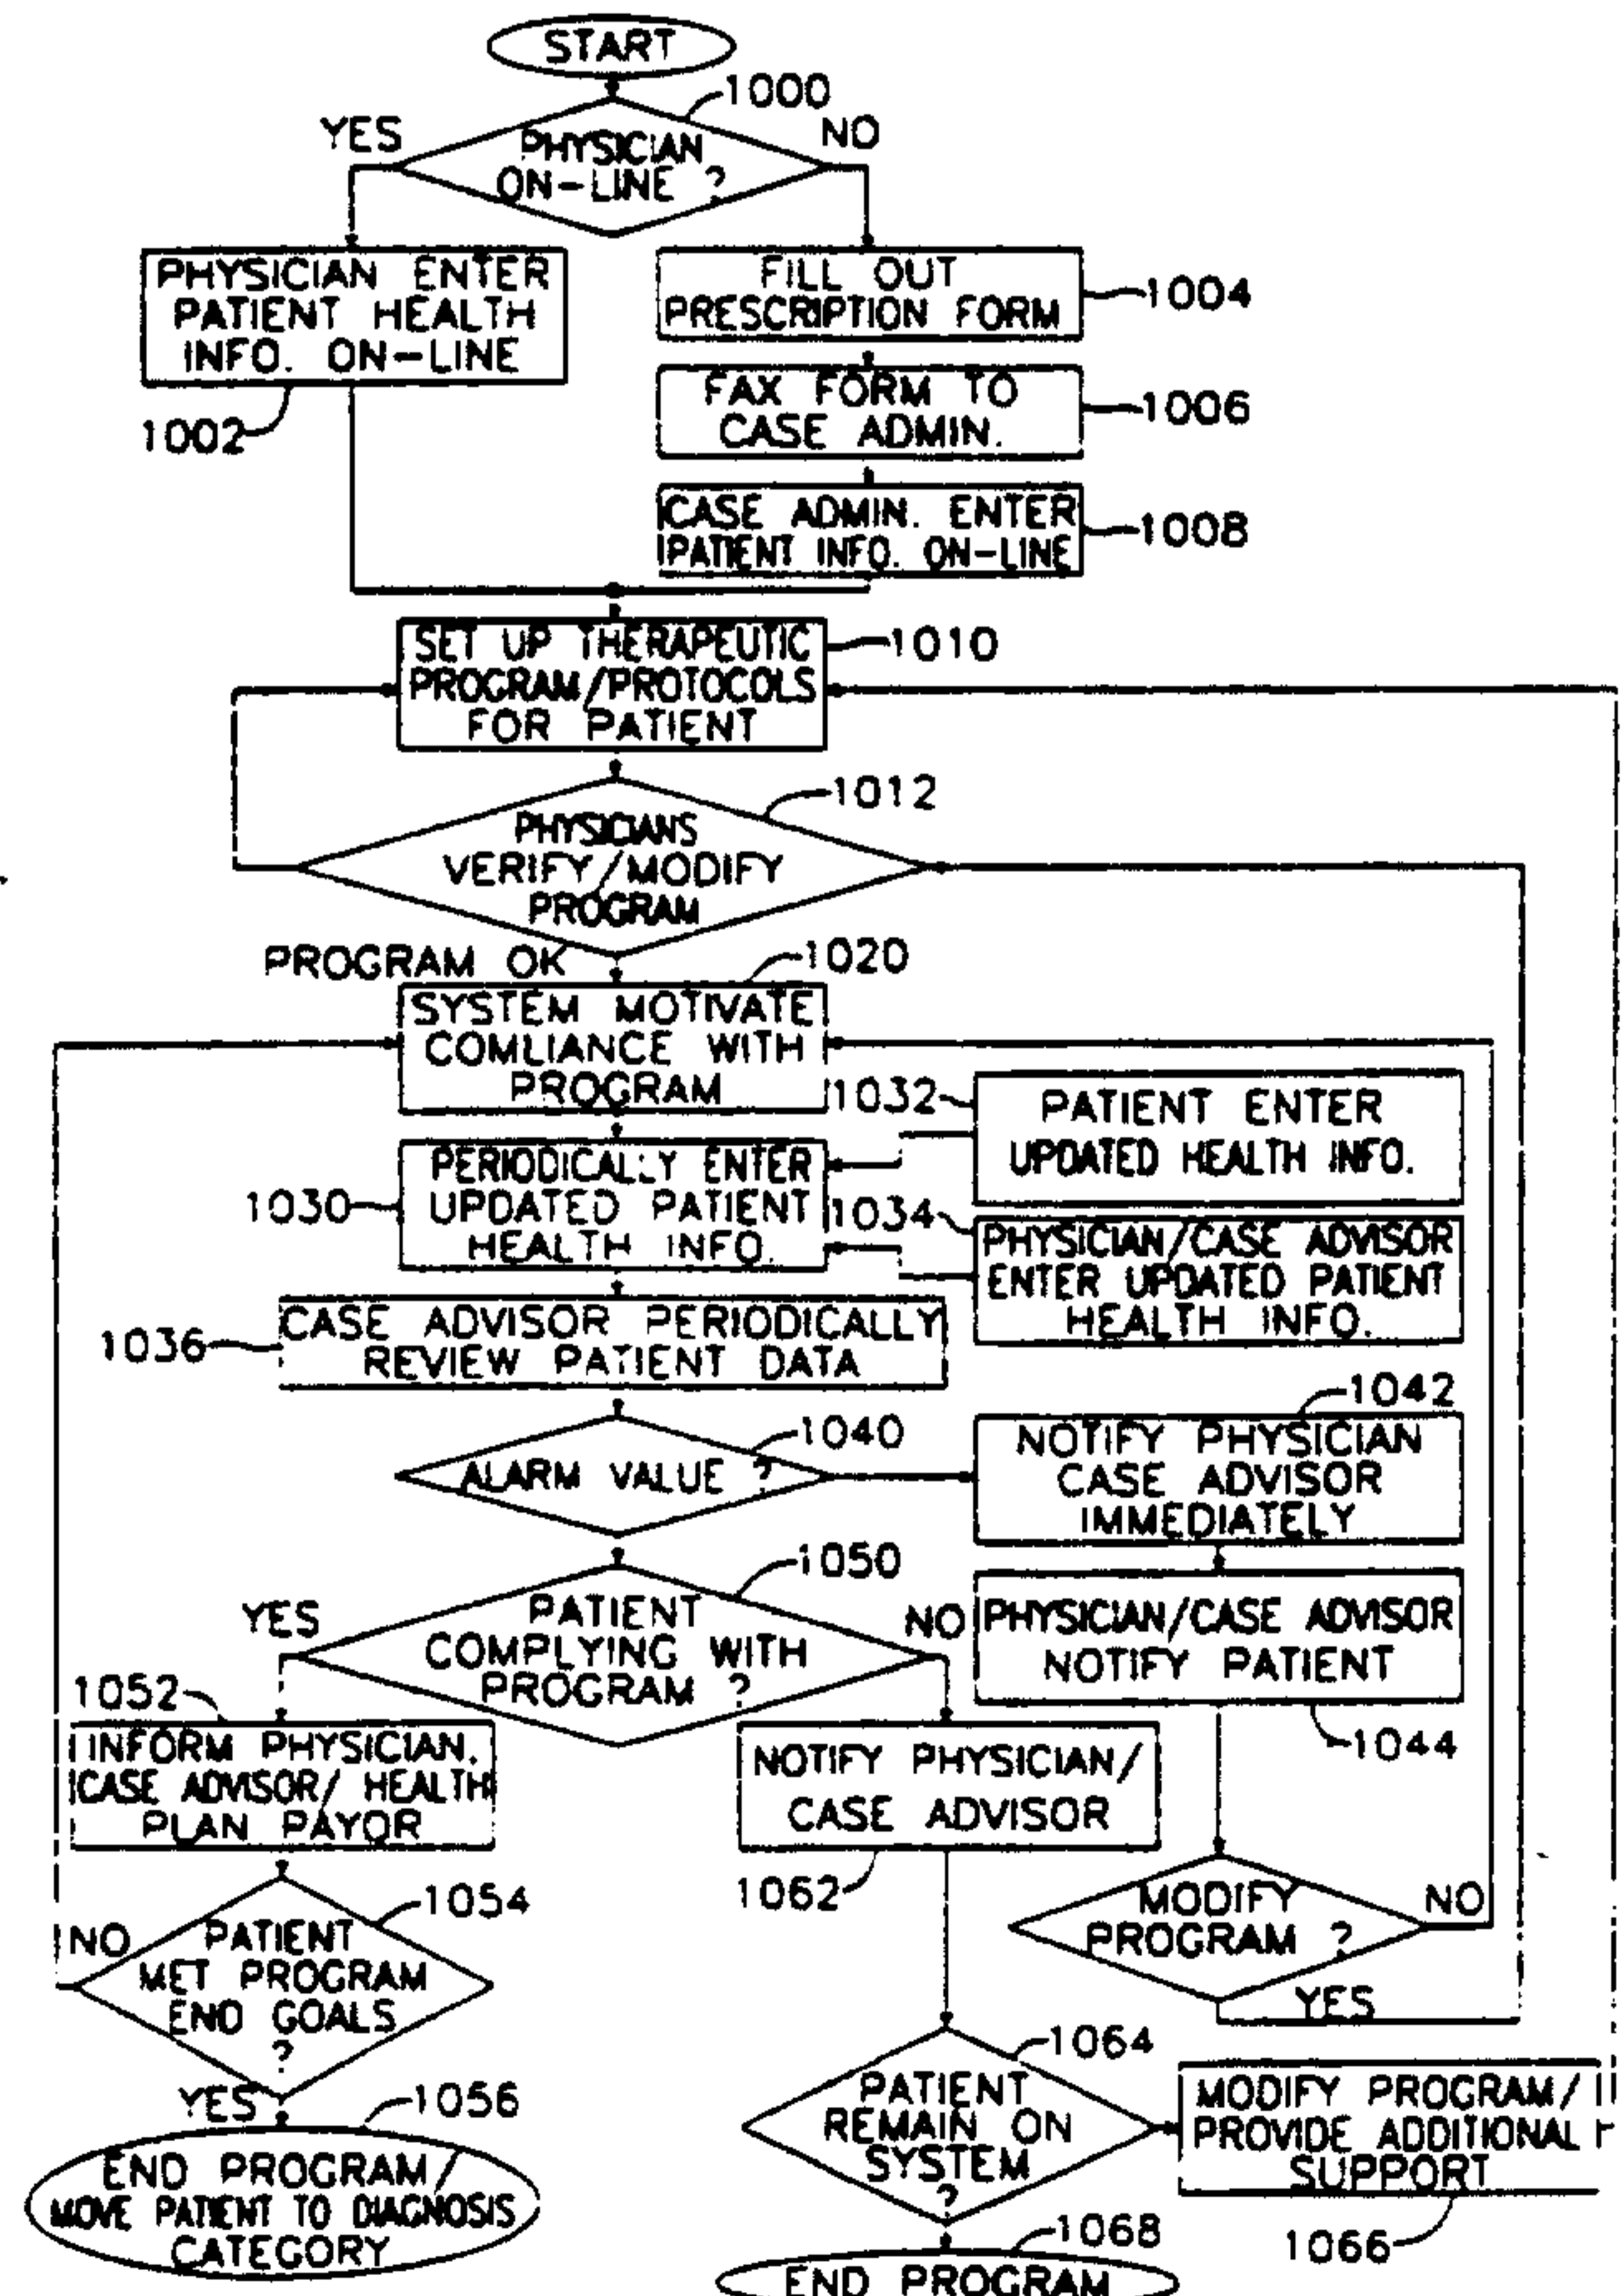 START
1000
YES
NO
PHYSICIAN
ON-LINE ?
PHYSICIAN ENTER
PATIENT HEALTH
INFO. ON-LINE
1002
FILL OUT
PRESCRIPTION FORM
1004
FAX FORM TO
CASE ADMIN.
1006
CASE ADMIN. ENTER
PATIENT INFO. ON-LINE
1008
SET UP THERAPEUTIC
PROGRAM/PROTOCOLS
FOR PATIENT
1010
1012
PHYSICIANS
VERIFY/MODIFY
PROGRAM
PROGRAM OK
1020
SYSTEM MOTIVATE
COMLIANCE WITH
PROGRAM
1032
PATIENT ENTER
UPDATED HEALTH INFO.
PERIODICALLY ENTER
UPDATED PATIENT
HEALTH INFO.
1030
1034
PHYSICIAN/CASE ADVISOR
ENTER UPDATED PATIENT
HEALTH INFO.
CASE ADVISOR PERIODICALLY
REVIEW PATIENT DATA
1036
1040
ALARM VALUE ?
1042
NOTIFY PHYSICIAN
CASE ADVISOR
IMMEDIATELY
1050
YES
NO
PATIENT
COMPLYING WITH
PROGRAM ?
PHYSICIAN/CASE ADVISOR
NOTIFY PATIENT
1044
1052
INFORM PHYSICIAN.
CASE ADVISOR/ HEALTH
PLAN PAYOR
NOTIFY PHYSICIAN/
CASE ADVISOR
1062
1054
NO
PATIENT
MET PROGRAM
END GOALS
?
YES
MODIFY
PROGRAM ?
NO
YES
1056
END PROGRAM/
MOVE PATIENT TO DIAGNOSIS
CATEGORY
1064
PATIENT
REMAIN ON
SYSTEM
?
MODIFY PROGRAM/
PROVIDE ADDITIONAL
SUPPORT
1066
1068
END PROGRAM